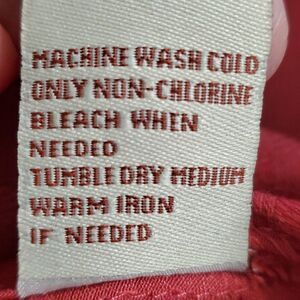 MACHINE WASH COLD
ONLY NON-CHLORINE
BLEACH WHEN
NEEDED
TUMBLE DRY MEDIUM
WARM IRON
IF NEEDED